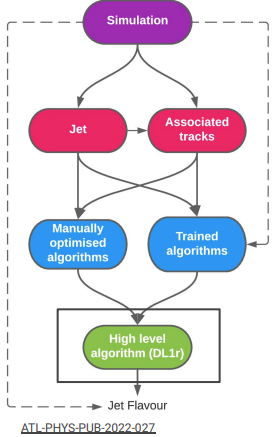 Simulation
Jet
Associated
tracks
Manually
optimised
algorithms
Trained
algorithms
High level
algorithm (DL1r)
Jet Flavour
ATL-PHYS-PUB-2022-027